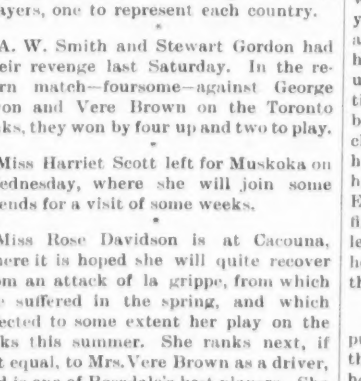 ayers, one to represent each country.
*
A. W. Smith and Stewart Gordon had
eir revenge last Saturday. In the re-
rn match—foursome—against George
on and Vere Brown on the Toronto
ks, they won by four up and two to play.
*
Miss Harriet Scott left for Muskoka on
ednesday, where she will join some
ends for a visit of some weeks.
*
Miss Rose Davidson is at Cacouna,
ere it is hoped she will quite recover
om an attack of la grippe, from which
suffered in the spring, and which
ected to some extent her play on the
ks this summer. She ranks next, if
t equal, to Mrs. Vere Brown as a driver,